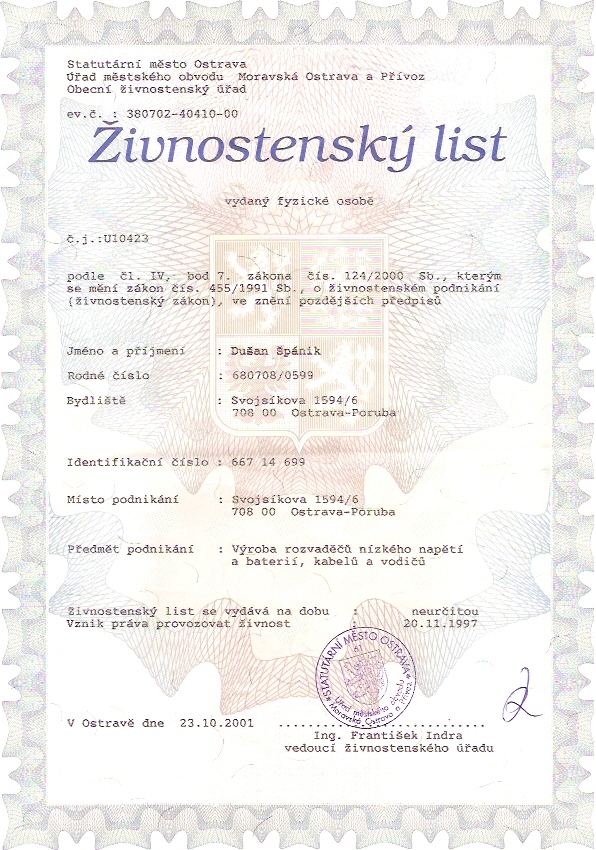 Statutární město Ostrava
Úřad městského obvodu Moravská Ostrava a Přívoz
Obecní živnostenský úřad
ev.č. : 380702-40410-00
Živnostenský list
vydaný fyzické osobě
č.j.:U10423
podle čl. IV, bod 7. zákona čís. 124/2000 Sb., kterým
se mění zákon čís. 455/1991 Sb., o živnostenském podnikání
(živnostenský zákon), ve znění pozdějších předpisů
Jméno a příjmení : Dušan Špánik
Rodné číslo : 680708/0599
Bydliště : Svojsíkova 1594/6
708 00 Ostrava-Poruba
Identifikační číslo : 667 14 699
Místo podnikání : Svojsíkova 1594/6
708 00 Ostrava-Poruba
Předmět podnikání : Výroba rozvaděčů nízkého napětí
a baterií, kabelů a vodičů
Živnostenský list se vydává na dobu : neurčitou
Vznik práva provozovat živnost : 20.11.1997
STATUTÁRNÍ MĚSTO OSTRAVA
61
Úřad městského obvodu
Moravská Ostrava a Přívoz
V Ostravě dne 23.10.2001 ............................
Ing. František Indra
vedoucí živnostenského úřadu